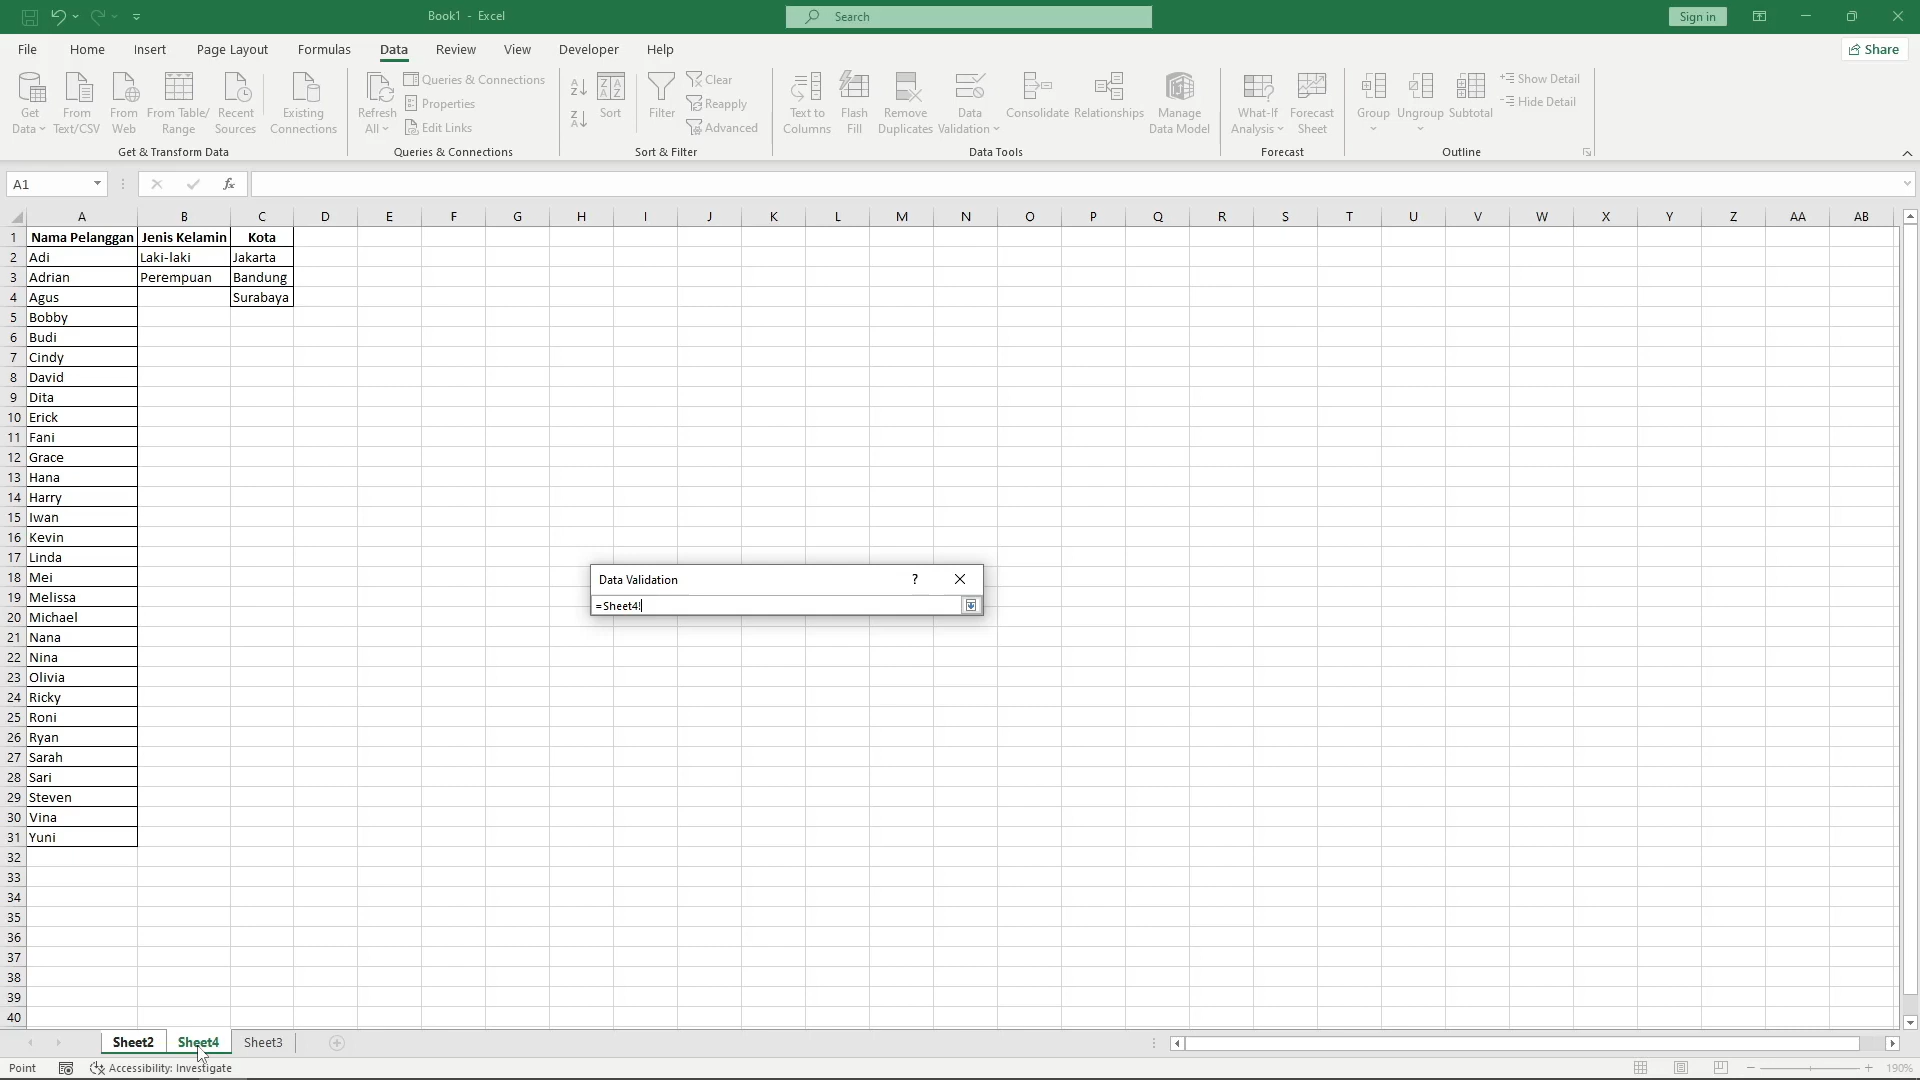 Book1 - Excel
Search
Sign in
File Home Insert Page Layout Formulas Data Review View Developer Help
Share
Get Data
From Text/CSV
From Web
From Table/ Range
Recent Sources
Existing Connections
Get & Transform Data
Refresh All
Queries & Connections
Properties
Edit Links
Queries & Connections
Sort
Filter
Clear
Reapply
Advanced
Sort & Filter
Text to Columns
Flash Fill
Remove Duplicates
Data Validation
Consolidate
Relationships
Manage Data Model
Data Tools
What-If Analysis
Forecast Sheet
Forecast
Group
Ungroup
Subtotal
Show Detail
Hide Detail
Outline
A1
fx
A B C D E F G H I J K L M N O P Q R S T U V W X Y Z AA AB
1 Nama Pelanggan Jenis Kelamin Kota
2 Adi Laki-laki Jakarta
3 Adrian Perempuan Bandung
4 Agus Surabaya
5 Bobby
6 Budi
7 Cindy
8 David
9 Dita
10 Erick
11 Fani
12 Grace
13 Hana
14 Harry
15 Iwan
16 Kevin
17 Linda
18 Mei
19 Melissa
20 Michael
21 Nana
22 Nina
23 Olivia
24 Ricky
25 Roni
26 Ryan
27 Sarah
28 Sari
29 Steven
30 Vina
31 Yuni
32
33
34
35
36
37
38
39
40
Data Validation ?
=Sheet4!
Sheet2 Sheet4 Sheet3
Point Accessibility: Investigate 190%